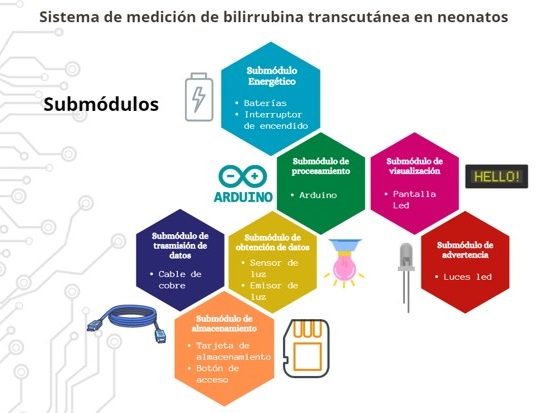 Sistema de medición de bilirrubina transcutánea en neonatos
Submódulos
Submódulo
Energético
• Baterías
• Interruptor
de encendido
Submódulo de
procesamiento
• Arduino
ARDUINO
Submódulo de
visualización
• Pantalla
Led
HELLO!
Submódulo de
trasmisión de
datos
• Cable de
cobre
Submódulo de
obtención de datos
• Sensor de
luz
• Emisor de
luz
Submódulo de
advertencia
• Luces led
Submódulo de
almacenamiento
• Tarjeta de
almacenamiento
• Botón de
acceso